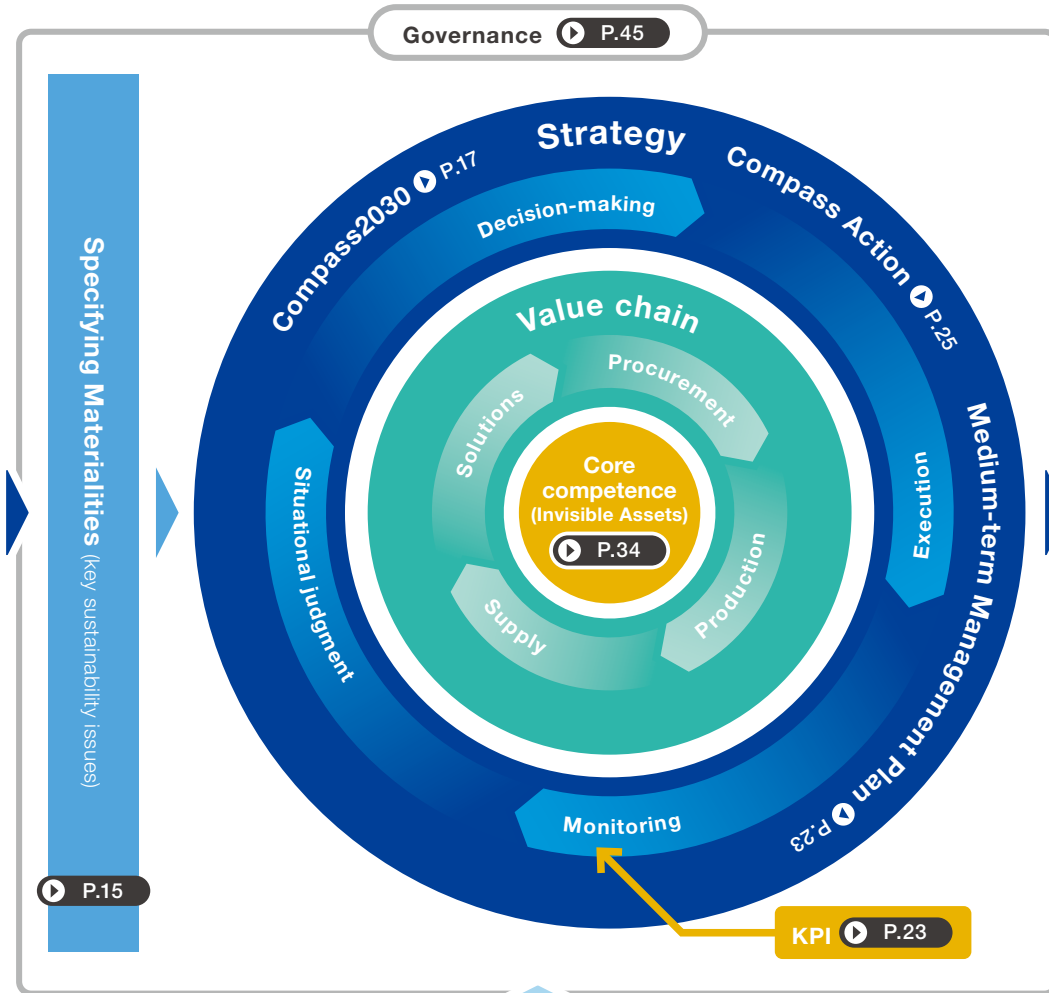 Governance P.45
Specifying Materialities (key sustainability issues)
P.15
Strategy
Compass2030 P.17
Compass Action P.25
Medium-term Management Plan P.23
Decision-making
Execution
Monitoring
Situational judgment
Value chain
Procurement
Production
Supply
Solutions
Core
competence
(Invisible Assets)
P.34
KPI P.23